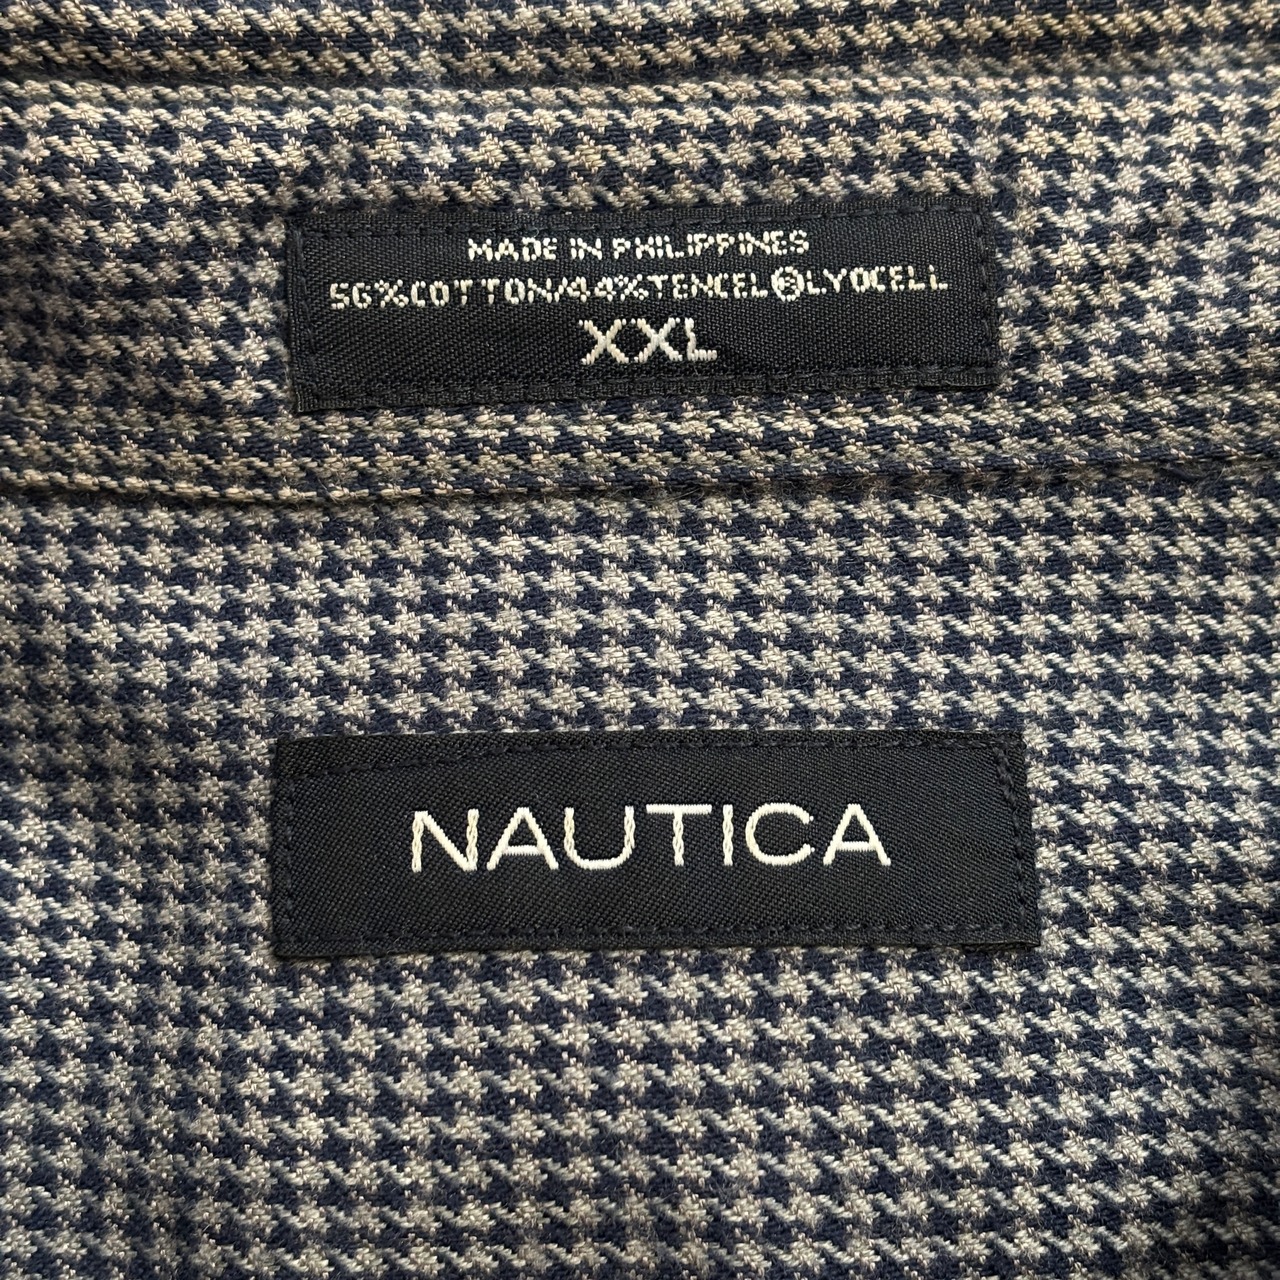 MADE IN PHILIPPINES
56%COTTON/44%TENCEL®LYOCELL
XXL
NAUTICA